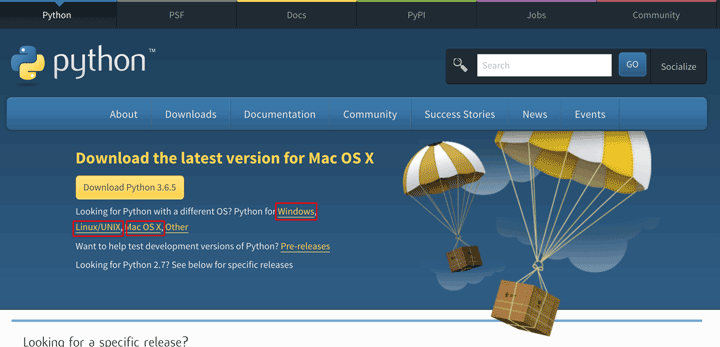 Python PSF Docs PyPI Jobs Community
python™
Search GO Socialize
About Downloads Documentation Community Success Stories News Events
Download the latest version for Mac OS X
Download Python 3.6.5
Looking for Python with a different OS? Python for Windows,
Linux/UNIX, Mac OS X, Other
Want to help test development versions of Python? Pre-releases
Looking for Python 2.7? See below for specific releases
Looking for a specific release?